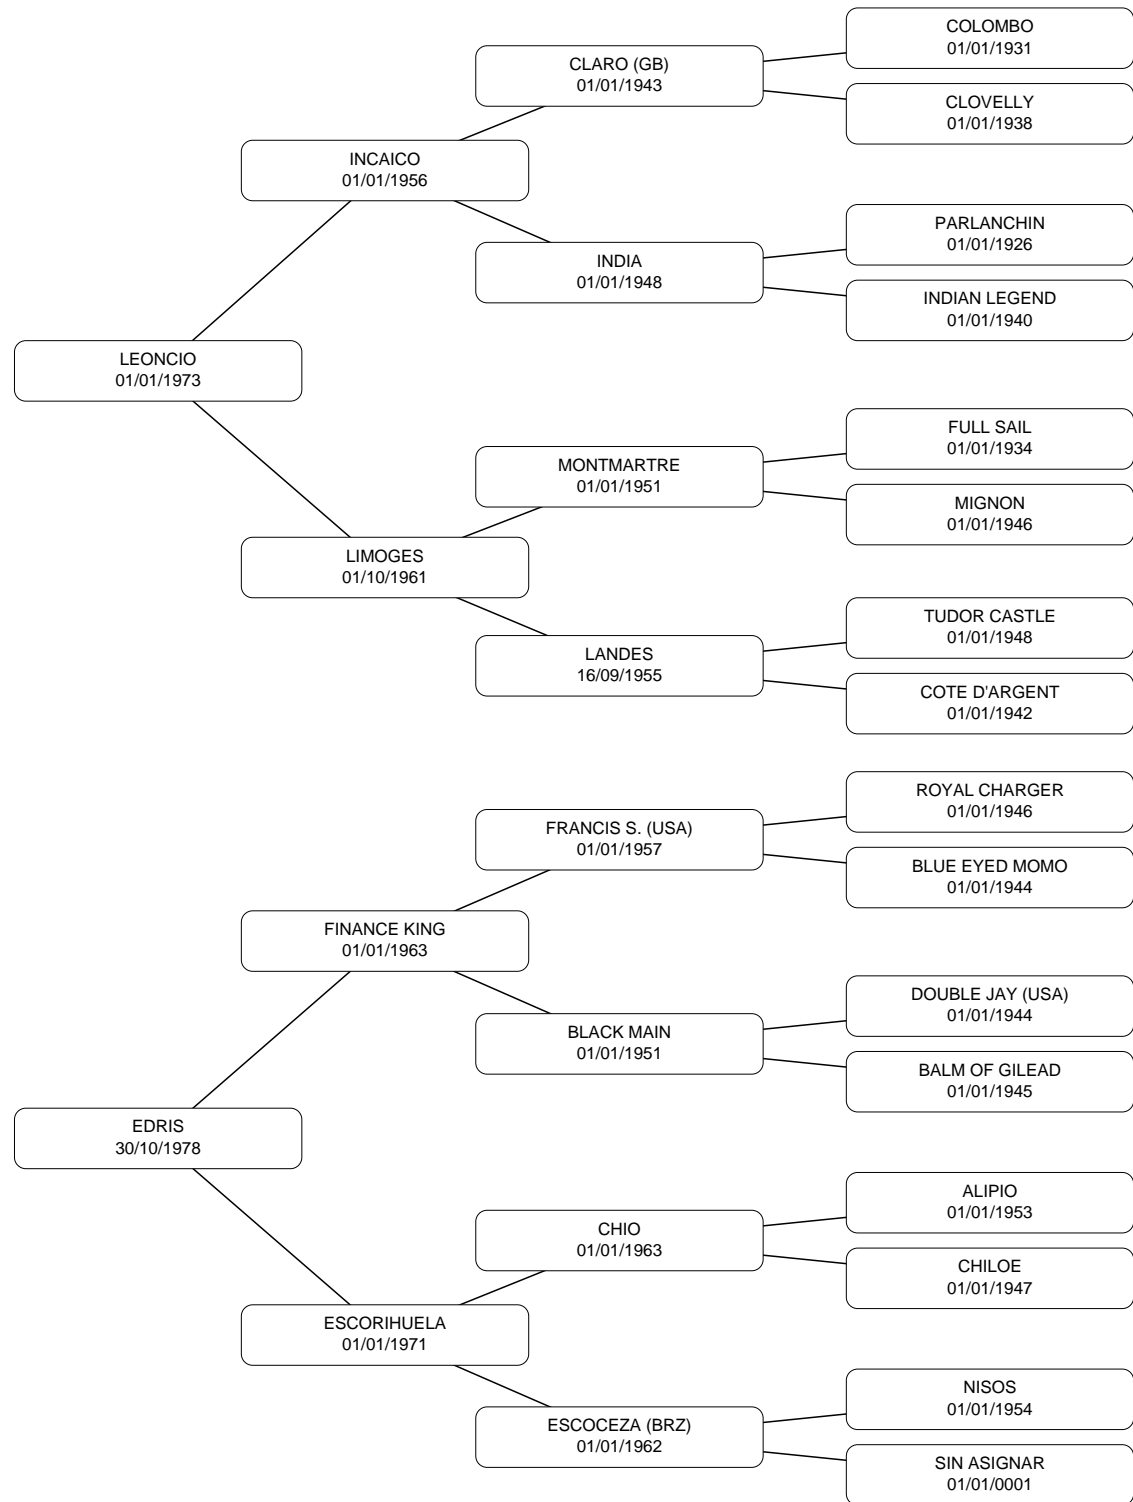 COLOMBO
01/01/1931
CLARO (GB)
01/01/1943
CLOVELLY
01/01/1938
INCAICO
01/01/1956
PARLANCHIN
01/01/1926
INDIA
01/01/1948
INDIAN LEGEND
01/01/1940
LEONCIO
01/01/1973
FULL SAIL
01/01/1934
MONTMARTRE
01/01/1951
MIGNON
01/01/1946
LIMOGES
01/10/1961
TUDOR CASTLE
01/01/1948
LANDES
16/09/1955
COTE D'ARGENT
01/01/1942
ROYAL CHARGER
01/01/1946
FRANCIS S. (USA)
01/01/1957
BLUE EYED MOMO
01/01/1944
FINANCE KING
01/01/1963
DOUBLE JAY (USA)
01/01/1944
BLACK MAIN
01/01/1951
BALM OF GILEAD
01/01/1945
EDRIS
30/10/1978
ALIPIO
01/01/1953
CHIO
01/01/1963
CHILOE
01/01/1947
ESCORIHUELA
01/01/1971
NISOS
01/01/1954
ESCOCEZA (BRZ)
01/01/1962
SIN ASIGNAR
01/01/0001